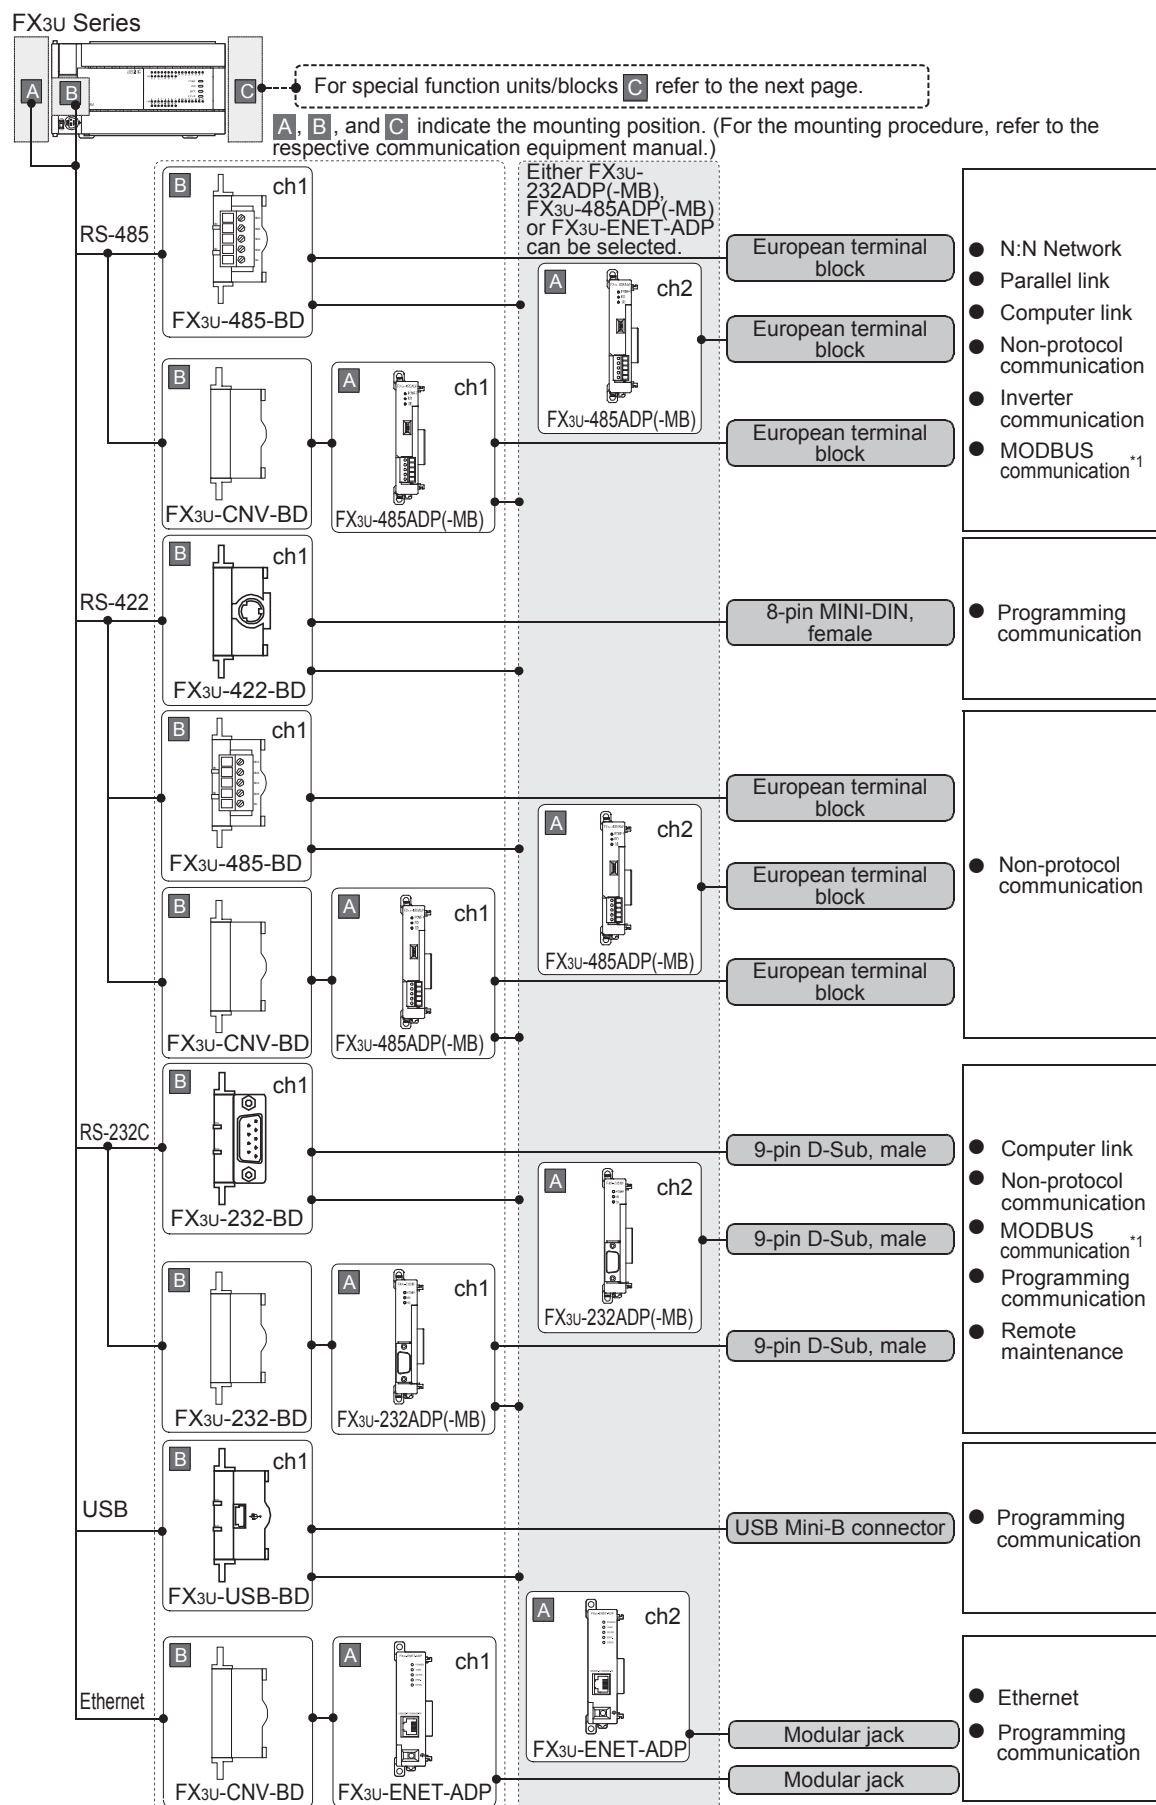 FX3U Series
A
B
C
For special function units/blocks C refer to the next page.
A, B, and C indicate the mounting position. (For the mounting procedure, refer to the
respective communication equipment manual.)
Either FX3U-
232ADP(-MB),
FX3U-485ADP(-MB)
or FX3U-ENET-ADP
can be selected.
RS-485
B
ch1
FX3U-485-BD
European terminal
block
A
ch2
FX3U-485ADP(-MB)
European terminal
block
B
FX3U-CNV-BD
A
ch1
FX3U-485ADP(-MB)
European terminal
block
● N:N Network
● Parallel link
● Computer link
● Non-protocol
communication
● Inverter
communication
● MODBUS
communication*1
RS-422
B
ch1
FX3U-422-BD
8-pin MINI-DIN,
female
● Programming
communication
B
ch1
FX3U-485-BD
European terminal
block
A
ch2
FX3U-485ADP(-MB)
European terminal
block
B
FX3U-CNV-BD
A
ch1
FX3U-485ADP(-MB)
European terminal
block
● Non-protocol
communication
RS-232C
B
ch1
FX3U-232-BD
9-pin D-Sub, male
A
ch2
FX3U-232ADP(-MB)
9-pin D-Sub, male
B
FX3U-232-BD
A
ch1
FX3U-232ADP(-MB)
9-pin D-Sub, male
● Computer link
● Non-protocol
communication
● MODBUS
communication*1
● Programming
communication
● Remote
maintenance
USB
B
ch1
FX3U-USB-BD
USB Mini-B connector
● Programming
communication
Ethernet
B
FX3U-CNV-BD
A
ch1
FX3U-ENET-ADP
A
ch2
FX3U-ENET-ADP
Modular jack
Modular jack
● Ethernet
● Programming
communication